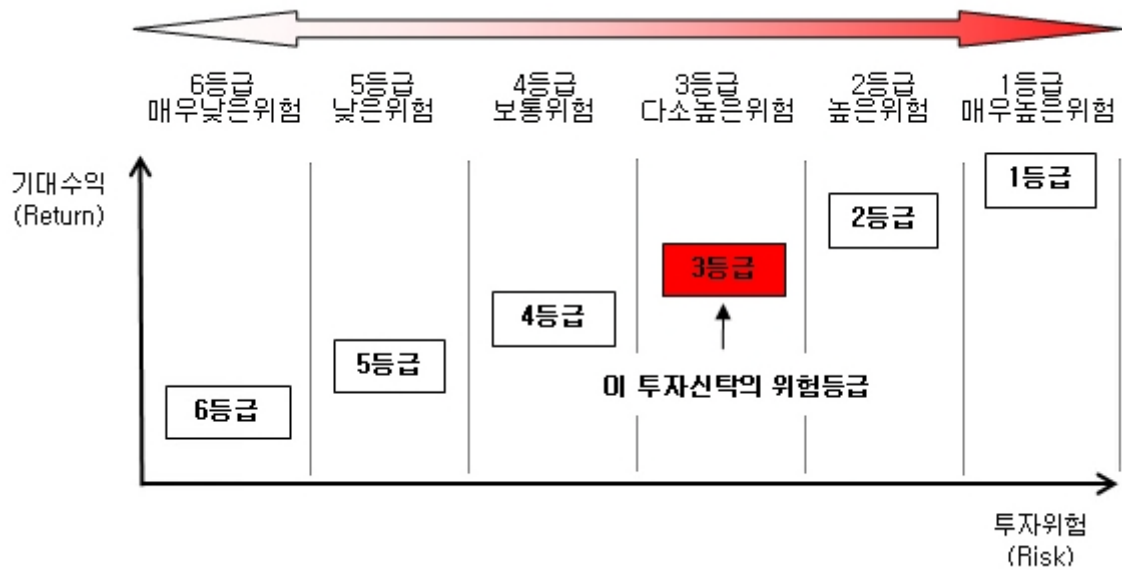 6등급
매우낮은위험
5등급
낮은위험
4등급
보통위험
3등급
다소높은위험
2등급
높은위험
1등급
매우높은위험
기대수익
(Return)
1등급
2등급
3등급
4등급
5등급
6등급
이 투자신탁의 위험등급
투자위험
(Risk)